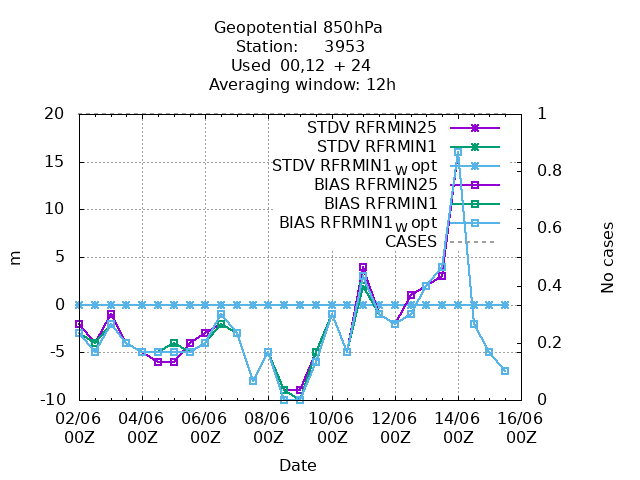 Geopotential 850hPa
Station: 3953
Used 00,12 + 24
Averaging window: 12h
20
15
10
5
0
-5
-10
m
1
0.8
0.6
0.4
0.2
0
No cases
STDV RFRMIN25
STDV RFRMIN1
STDV RFRMIN1w opt
BIAS RFRMIN25
BIAS RFRMIN1
BIAS RFRMIN1w opt
CASES
02/06 04/06 06/06 08/06 10/06 12/06 14/06 16/06
00Z 00Z 00Z 00Z 00Z 00Z 00Z 00Z
Date